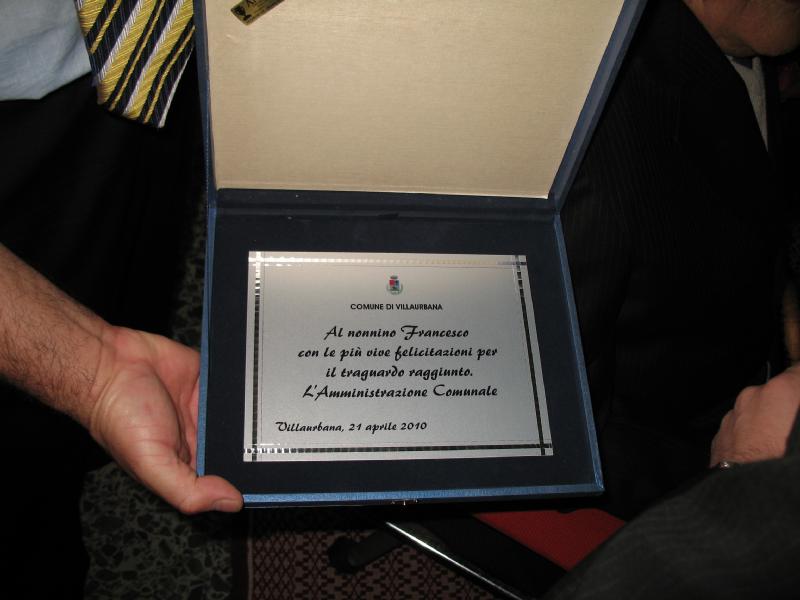 COMUNE DI VILLAURBANA
Al nonnino Francesco
con le più vive felicitazioni per
il traguardo raggiunto.
L'Amministrazione Comunale
Villaurbana, 21 aprile 2010